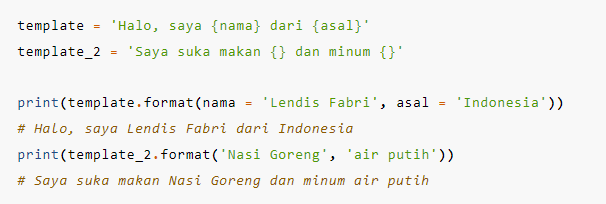 template = 'Halo, saya {nama} dari {asal}'
template_2 = 'Saya suka makan {} dan minum {}'
print(template.format(nama = 'Lendis Fabri', asal = 'Indonesia'))
# Halo, saya Lendis Fabri dari Indonesia
print(template_2.format('Nasi Goreng', 'air putih'))
# Saya suka makan Nasi Goreng dan minum air putih